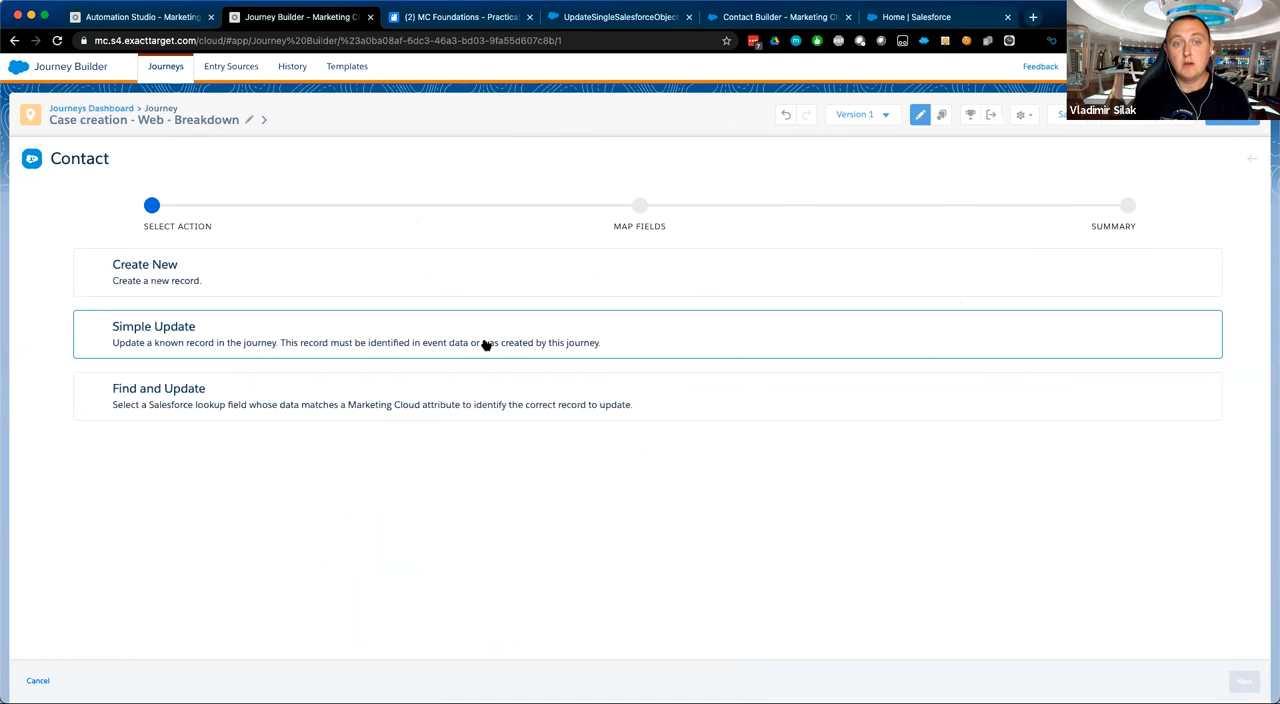 Automation Studio - Marketing
Journey Builder - Marketing C
(2) MC Foundations - Practica
UpdateSingleSalesforceObjec
Contact Builder - Marketing Cl
Home | Salesforce
mc.s4.exacttarget.com/cloud/#app/Journey%20Builder/%23a0ba08af-6dc3-46a3-bd03-9fa55d607c8b/1
Journey Builder
Journeys
Entry Sources
History
Templates
Feedback
Vladimir Silak
Journeys Dashboard > Journey
Case creation - Web - Breakdown
Version 1
Contact
SELECT ACTION
MAP FIELDS
SUMMARY
Create New
Create a new record.
Simple Update
Update a known record in the journey. This record must be identified in event data or was created by this journey.
Find and Update
Select a Salesforce lookup field whose data matches a Marketing Cloud attribute to identify the correct record to update.
Cancel
Next